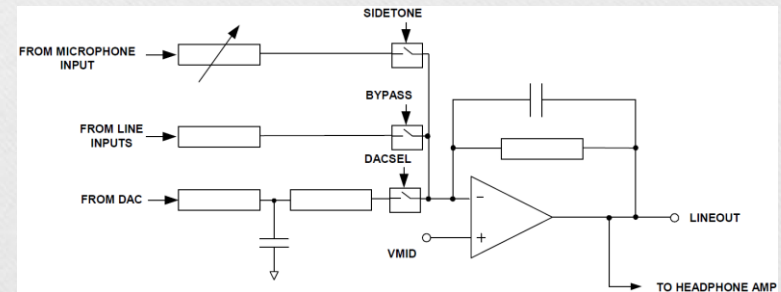 SIDETONE
FROM MICROPHONE
INPUT
BYPASS
FROM LINE
INPUTS
DACSEL
FROM DAC
−
+
VMID
LINEOUT
TO HEADPHONE AMP